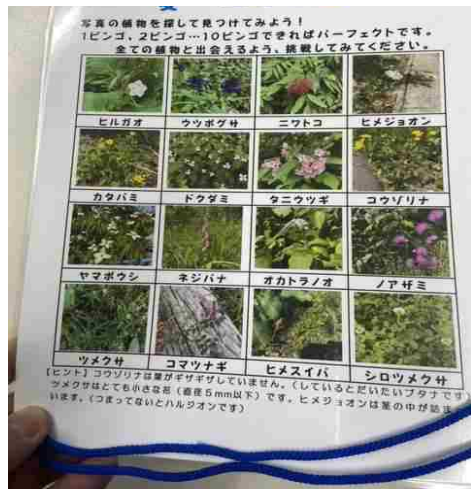 写真の植物を探して見つけてみよう！
1ビンゴ、2ビンゴ…10ビンゴできればパーフェクトです。
全ての植物と出会えるよう、挑戦してみてください。
ヒルガオ ウツボグサ ニワトコ ヒメジョオン
カタバミ ドクダミ タニウツギ コウゾリナ
ヤマボウシ ネジバナ オカトラノオ ノアザミ
ツメクサ コマツナギ ヒメスイバ シロツメクサ
[ヒント] コウゾリナは葉がギザギザしていません。（しているとだいたいブタナです
ツメクサはとても小さな花（直径5mm以下）です。ヒメジョオンは茎の中が詰ま
います。（つまってないとハルジオンです）